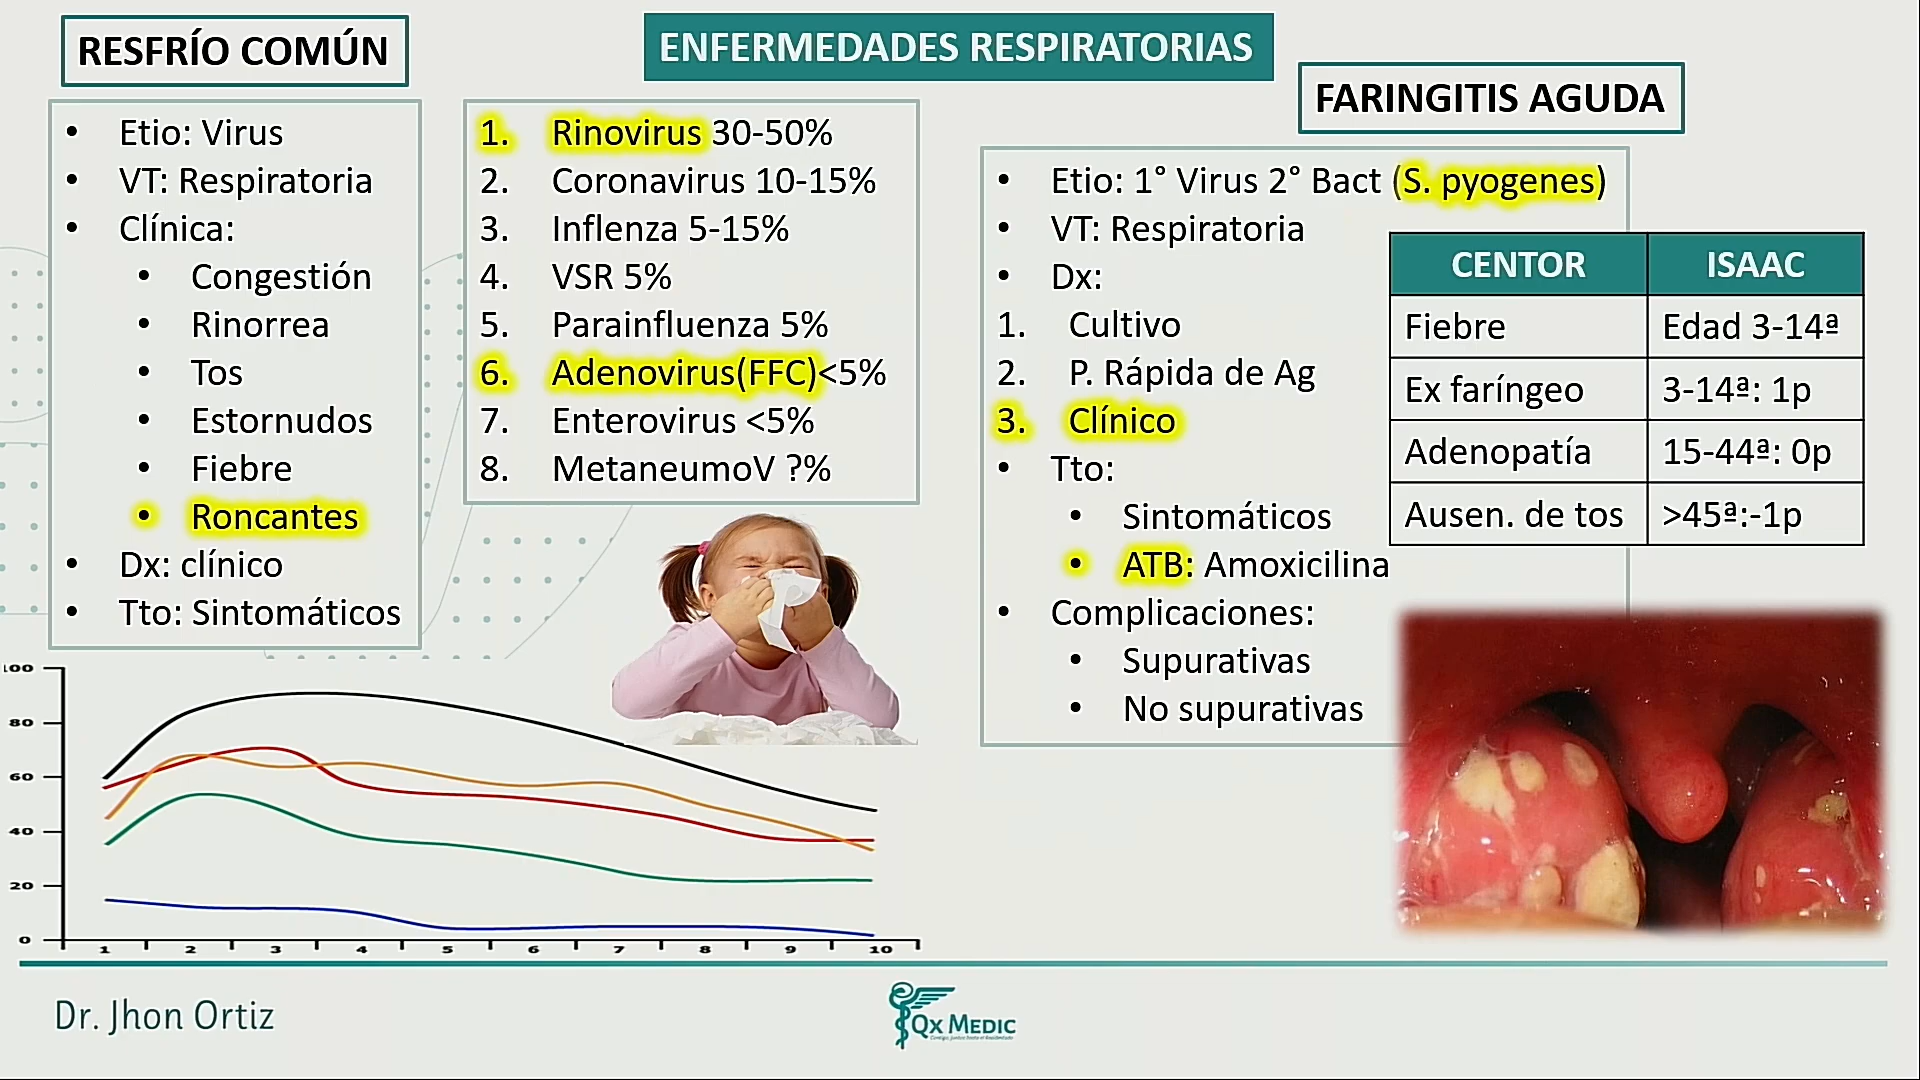 RESFRÍO COMÚN
• Etio: Virus
• VT: Respiratoria
• Clínica:
• Congestión
• Rinorrea
• Tos
• Estornudos
• Fiebre
• Roncantes
• Dx: clínico
• Tto: Sintomáticos
ENFERMEDADES RESPIRATORIAS
1. Rinovirus 30-50%
2. Coronavirus 10-15%
3. Inflenza 5-15%
4. VSR 5%
5. Parainfluenza 5%
6. Adenovirus(FFC)<5%
7. Enterovirus <5%
8. MetaneumoV ?%
FARINGITIS AGUDA
• Etio: 1° Virus 2° Bact (S. pyogenes)
• VT: Respiratoria
• Dx:
1. Cultivo
2. P. Rápida de Ag
3. Clínico
• Tto:
• Sintomáticos
• ATB: Amoxicilina
• Complicaciones:
• Supurativas
• No supurativas
CENTOR ISAAC
Fiebre Edad 3-14ª
Ex faríngeo 3-14ª: 1p
Adenopatía 15-44ª: 0p
Ausen. de tos >45ª:-1p
100
80
60
40
20
0
1 2 3 4 5 6 7 8 9 10
Dr. Jhon Ortiz
QX MEDIC